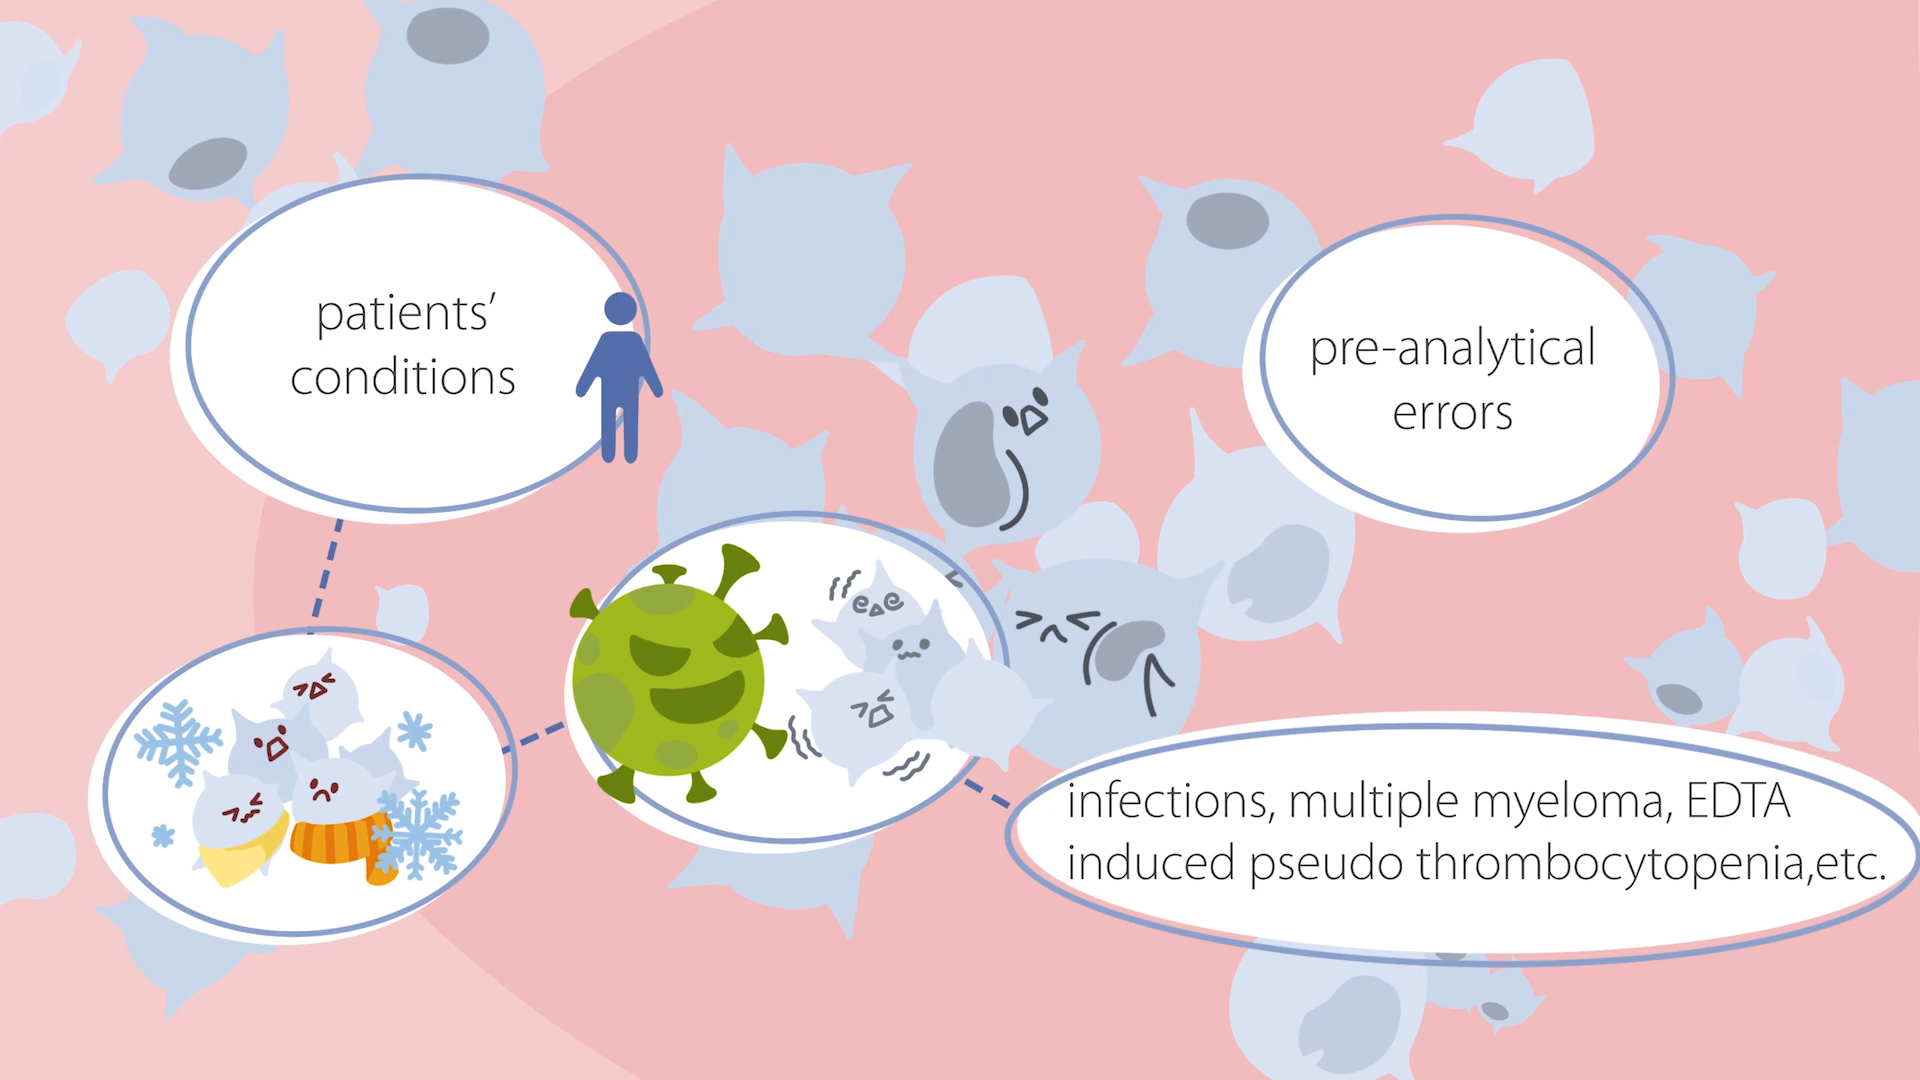 patients’
conditions
pre-analytical
errors
infections, multiple myeloma, EDTA
induced pseudo thrombocytopenia,etc.